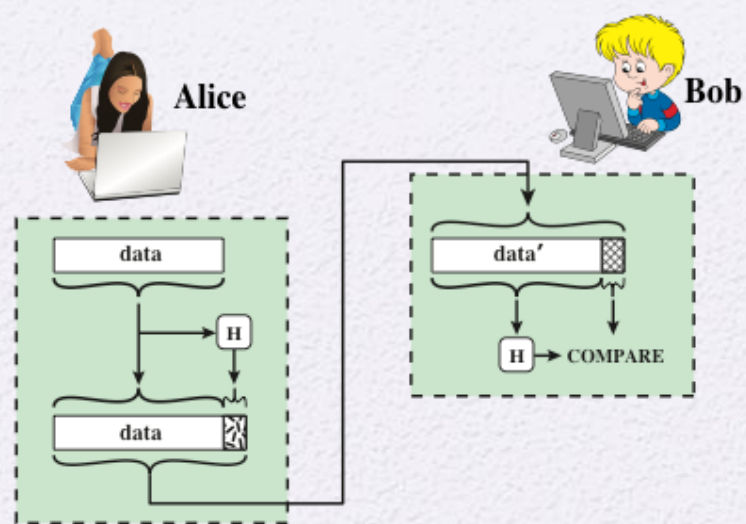 Alice
Bob
data
H
data
data′
H
COMPARE